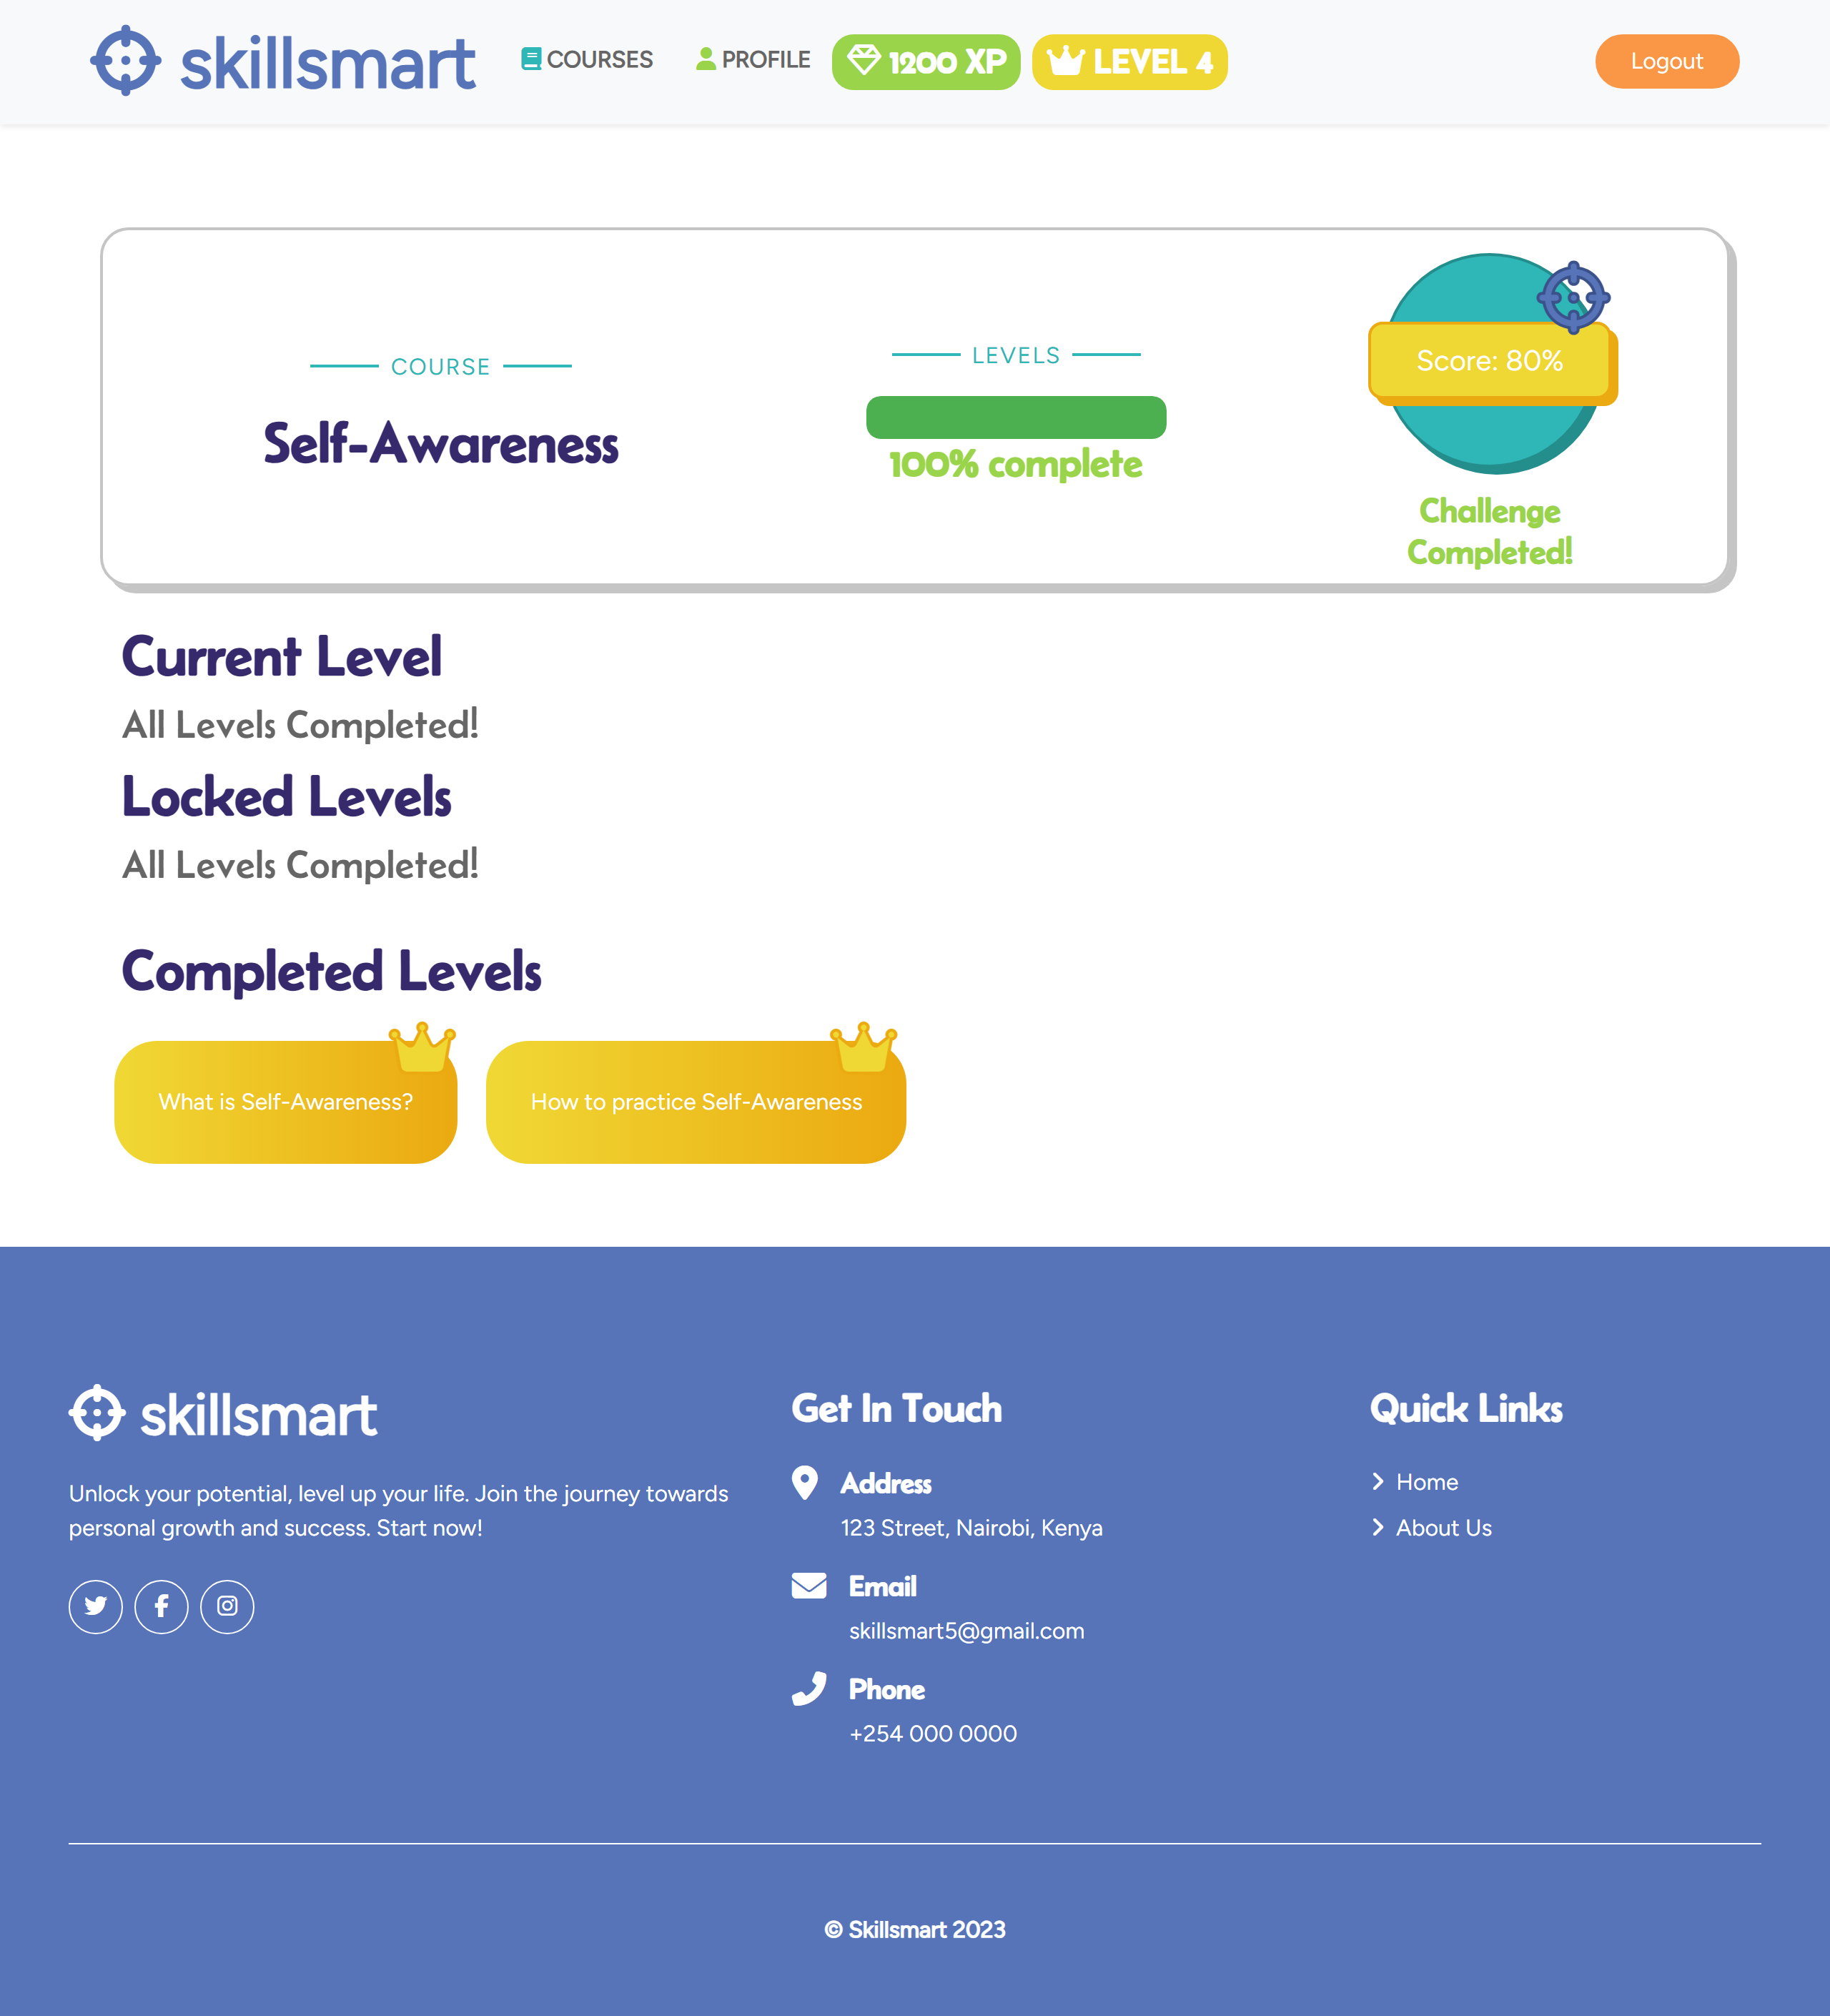 skillsmart
COURSES
PROFILE
1200 XP
LEVEL 4
Logout
COURSE
Self-Awareness
LEVELS
100% complete
Score: 80%
Challenge
Completed!
Current Level
All Levels Completed!
Locked Levels
All Levels Completed!
Completed Levels
What is Self-Awareness?
How to practice Self-Awareness
skillsmart
Unlock your potential, level up your life. Join the journey towards
personal growth and success. Start now!
Get In Touch
Address
123 Street, Nairobi, Kenya
Email
skillsmart5@gmail.com
Phone
+254 000 0000
Quick Links
Home
About Us
© Skillsmart 2023